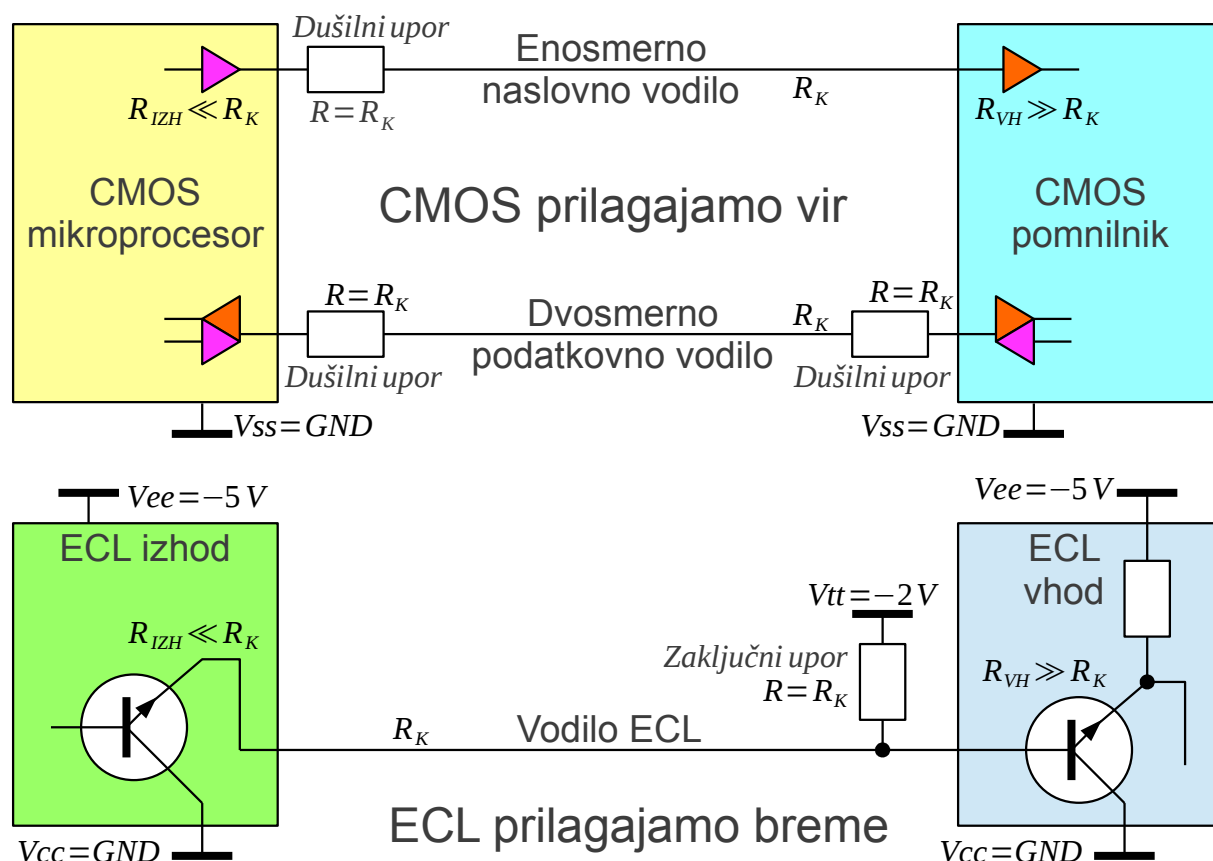 Dušilni upor
Enosmerno
naslovno vodilo
R_K
R_IZH ≪ R_K
R = R_K
R_VH ≫ R_K
CMOS
mikroprocesor
CMOS prilagajamo vir
CMOS
pomnilnik
R = R_K
Dvosmerno
podatkovno vodilo
R_K
R = R_K
Dušilni upor
Dušilni upor
Vss = GND
Vss = GND
Vee = −5 V
Vee = −5 V
ECL izhod
ECL
vhod
Vtt = −2 V
R_IZH ≪ R_K
Zaključni upor
R = R_K
R_VH ≫ R_K
R_K
Vodilo ECL
ECL prilagajamo breme
Vcc = GND
Vcc = GND